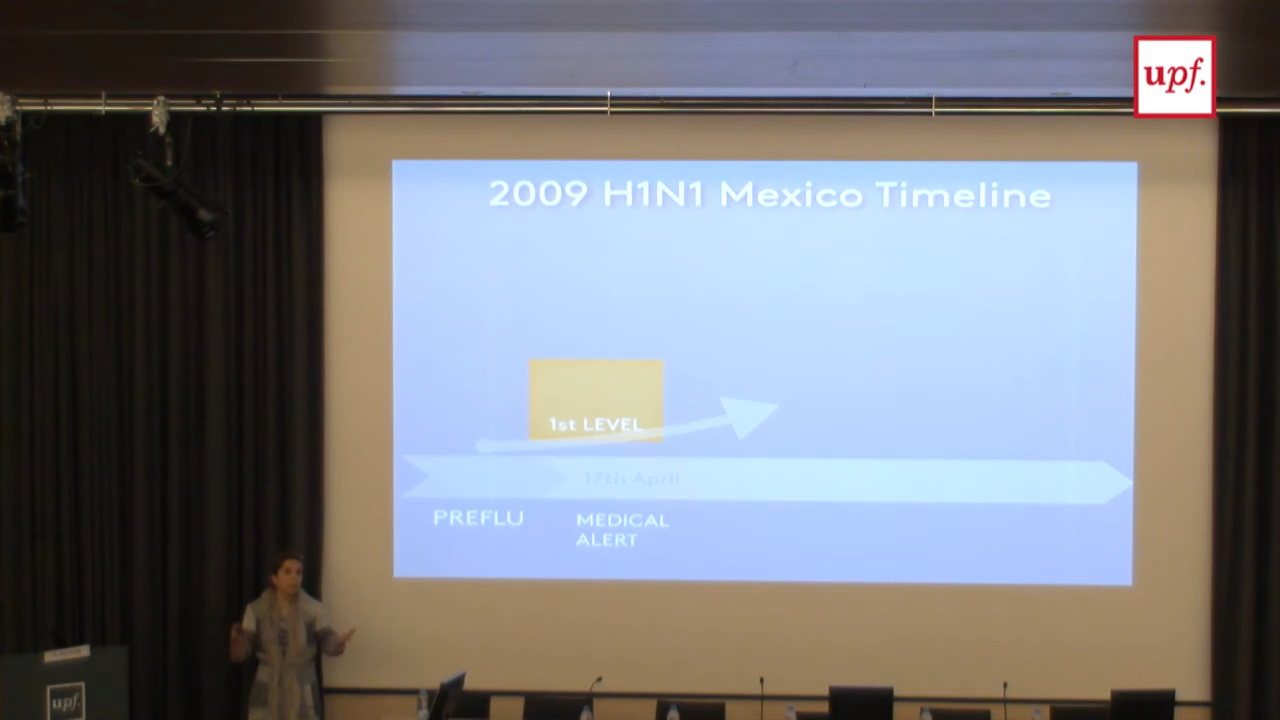 upf.
2009 H1N1 Mexico Timeline
1st LEVEL
17th April
PREFLU
MEDICAL
ALERT
upf.